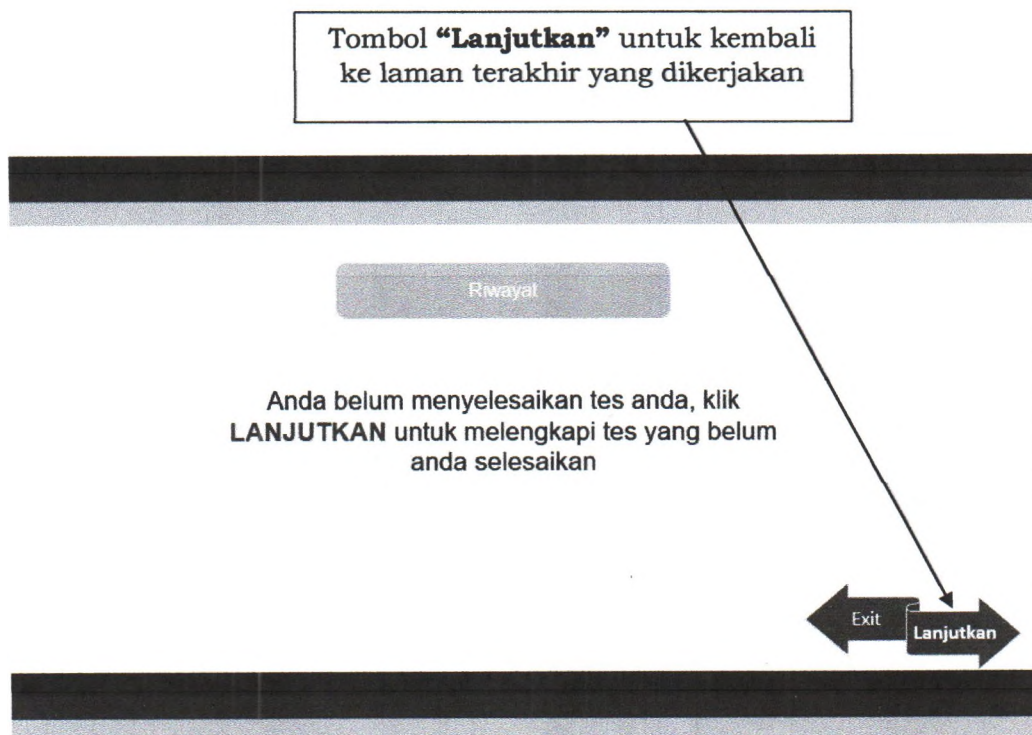 Tombol “Lanjutkan” untuk kembali
ke laman terakhir yang dikerjakan
Riwayat
Anda belum menyelesaikan tes anda, klik
LANJUTKAN untuk melengkapi tes yang belum
anda selesaikan
Exit
Lanjutkan